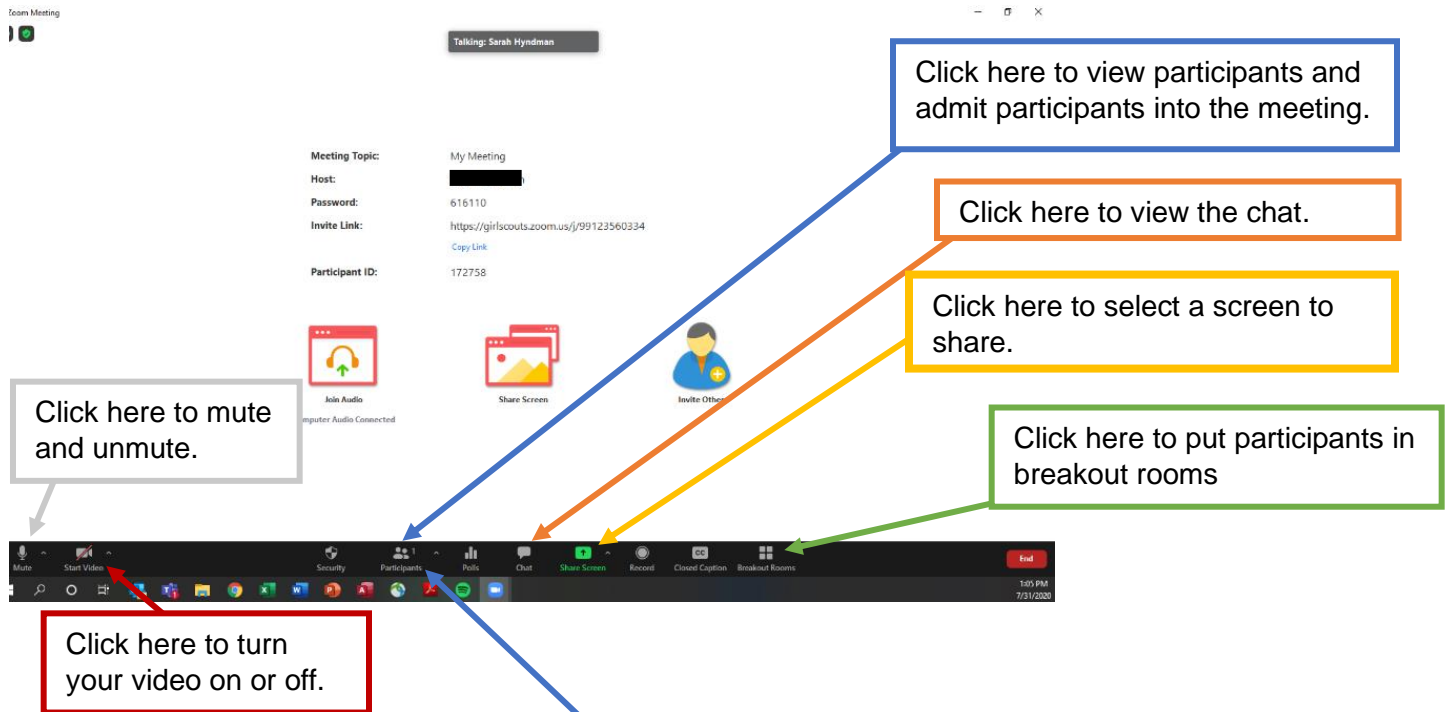 Zoom Meeting
Talking: Sarah Hyndman
Click here to view participants and
admit participants into the meeting.
Meeting Topic: My Meeting
Host:
Password: 616110
Invite Link: https://girlscouts.zoom.us/j/99123560334
Copy Link
Participant ID: 172758
Click here to view the chat.
Click here to select a screen to
share.
Join Audio
Share Screen
Invite Other
mputer Audio Connected
Click here to mute
and unmute.
Click here to put participants in
breakout rooms
Mute
Start Video
Security
Participants
1
Polls
Chat
Share Screen
Record
CC
Closed Caption
Breakout Rooms
End
1:05 PM
7/31/2020
Click here to turn
your video on or off.